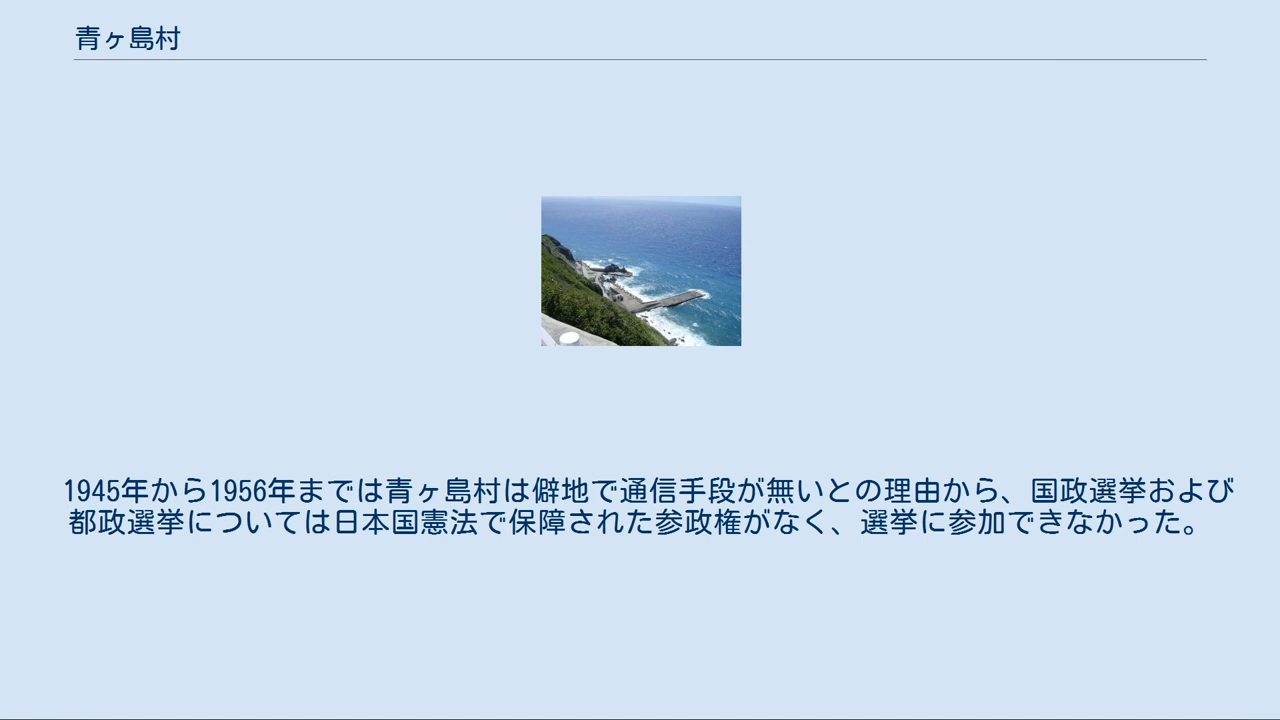 青ヶ島村
1945年から1956年までは青ヶ島村は僻地で通信手段が無いとの理由から、国政選挙および
都政選挙については日本国憲法で保障された参政権がなく、選挙に参加できなかった。